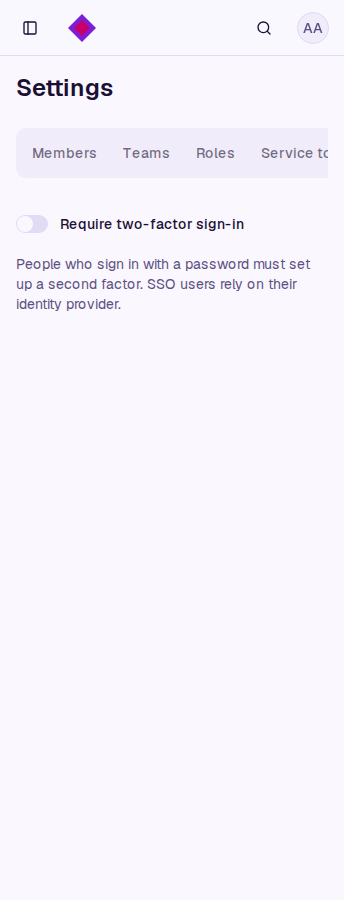 AA
Settings
Members Teams Roles Service
Require two-factor sign-in
People who sign in with a password must set
up a second factor. SSO users rely on their
identity provider.